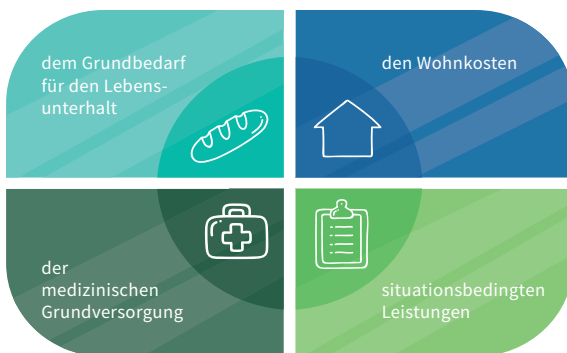 dem Grundbedarf
für den Lebens-
unterhalt
den Wohnkosten
der
medizinischen
Grundversorgung
situationsbedingten
Leistungen